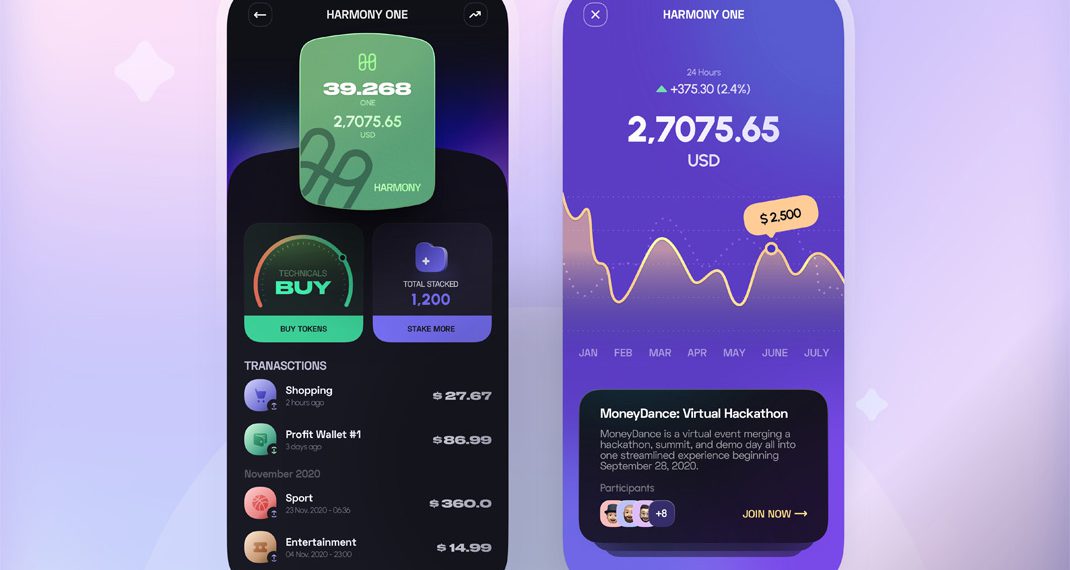 HARMONY ONE
39.268
ONE
2,7075.65
USD
HARMONY
TECHNICALS
BUY
BUY TOKENS
TOTAL STACKED
1,200
STAKE MORE
TRANASCTIONS
Shopping
2 hours ago
$ 27.67
Profit Wallet #1
3 days ago
$ 86.99
November 2020
Sport
23 Nov. 2020 - 06:36
$ 360.0
Entertainment
04 Nov. 2020 - 23:00
$ 14.99
HARMONY ONE
24 Hours
+375.30 (2.4%)
2,7075.65
USD
$ 2,500
JAN FEB MAR APR MAY JUNE JULY
MoneyDance: Virtual Hackathon
MoneyDance is a virtual event merging a
hackathon, summit, and demo day all into
one streamlined experience beginning
September 28, 2020.
Participants
+8
JOIN NOW →